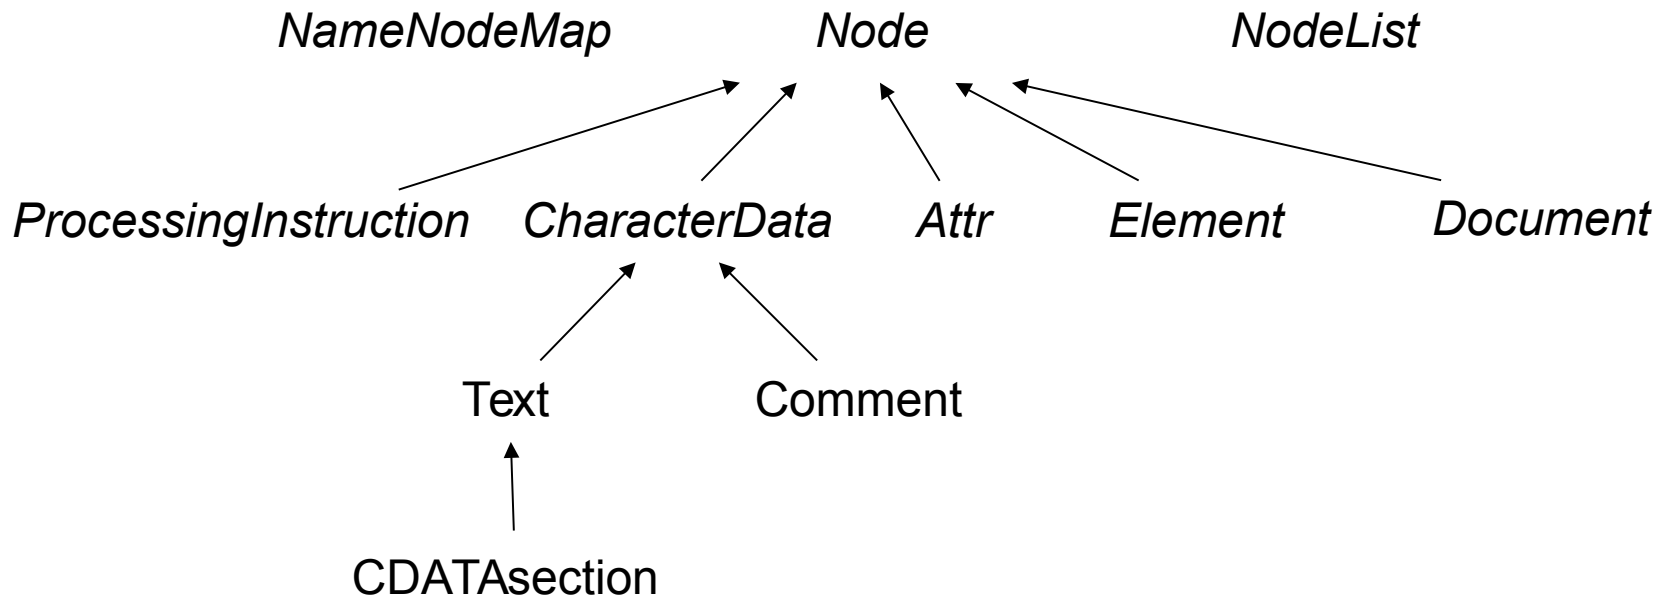 NameNodeMap Node NodeList
ProcessingInstruction CharacterData Attr Element Document
Text Comment
CDATAsection